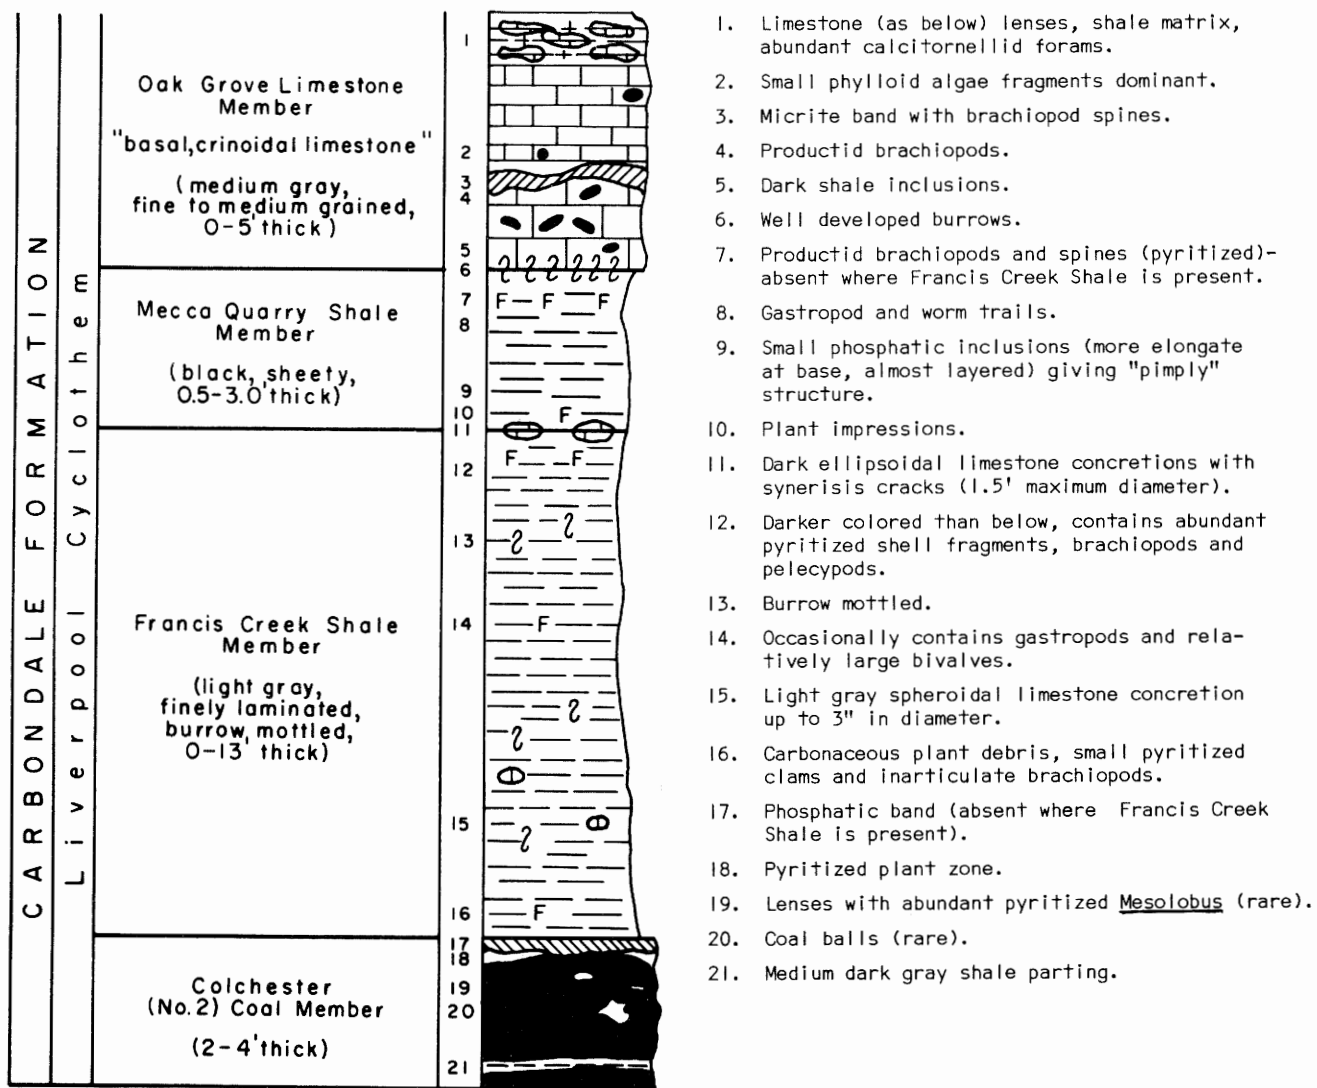 CARBONDALE FORMATION
Liverpool Cyclothem
Oak Grove Limestone
Member
"basal,crinoidal limestone"
(medium gray,
fine to medium grained,
0-5' thick)
Mecca Quarry Shale
Member
(black, sheety,
0.5-3.0' thick)
Francis Creek Shale
Member
(light gray,
finely laminated,
burrow, mottled,
0-13' thick)
Colchester
(No.2) Coal Member
(2-4' thick)
1
2
3
4
5
6
7
8
9
10
11
12
13
14
15
16
17
18
19
20
21
F F F
F
F F
F
F
1. Limestone (as below) lenses, shale matrix,
abundant calcitornellid forams.
2. Small phylloid algae fragments dominant.
3. Micrite band with brachiopod spines.
4. Productid brachiopods.
5. Dark shale inclusions.
6. Well developed burrows.
7. Productid brachiopods and spines (pyritized)-
absent where Francis Creek Shale is present.
8. Gastropod and worm trails.
9. Small phosphatic inclusions (more elongate
at base, almost layered) giving "pimply"
structure.
10. Plant impressions.
11. Dark ellipsoidal limestone concretions with
synerisis cracks (1.5' maximum diameter).
12. Darker colored than below, contains abundant
pyritized shell fragments, brachiopods and
pelecypods.
13. Burrow mottled.
14. Occasionally contains gastropods and rela-
tively large bivalves.
15. Light gray spheroidal limestone concretion
up to 3" in diameter.
16. Carbonaceous plant debris, small pyritized
clams and inarticulate brachiopods.
17. Phosphatic band (absent where Francis Creek
Shale is present).
18. Pyritized plant zone.
19. Lenses with abundant pyritized Mesolobus (rare).
20. Coal balls (rare).
21. Medium dark gray shale parting.